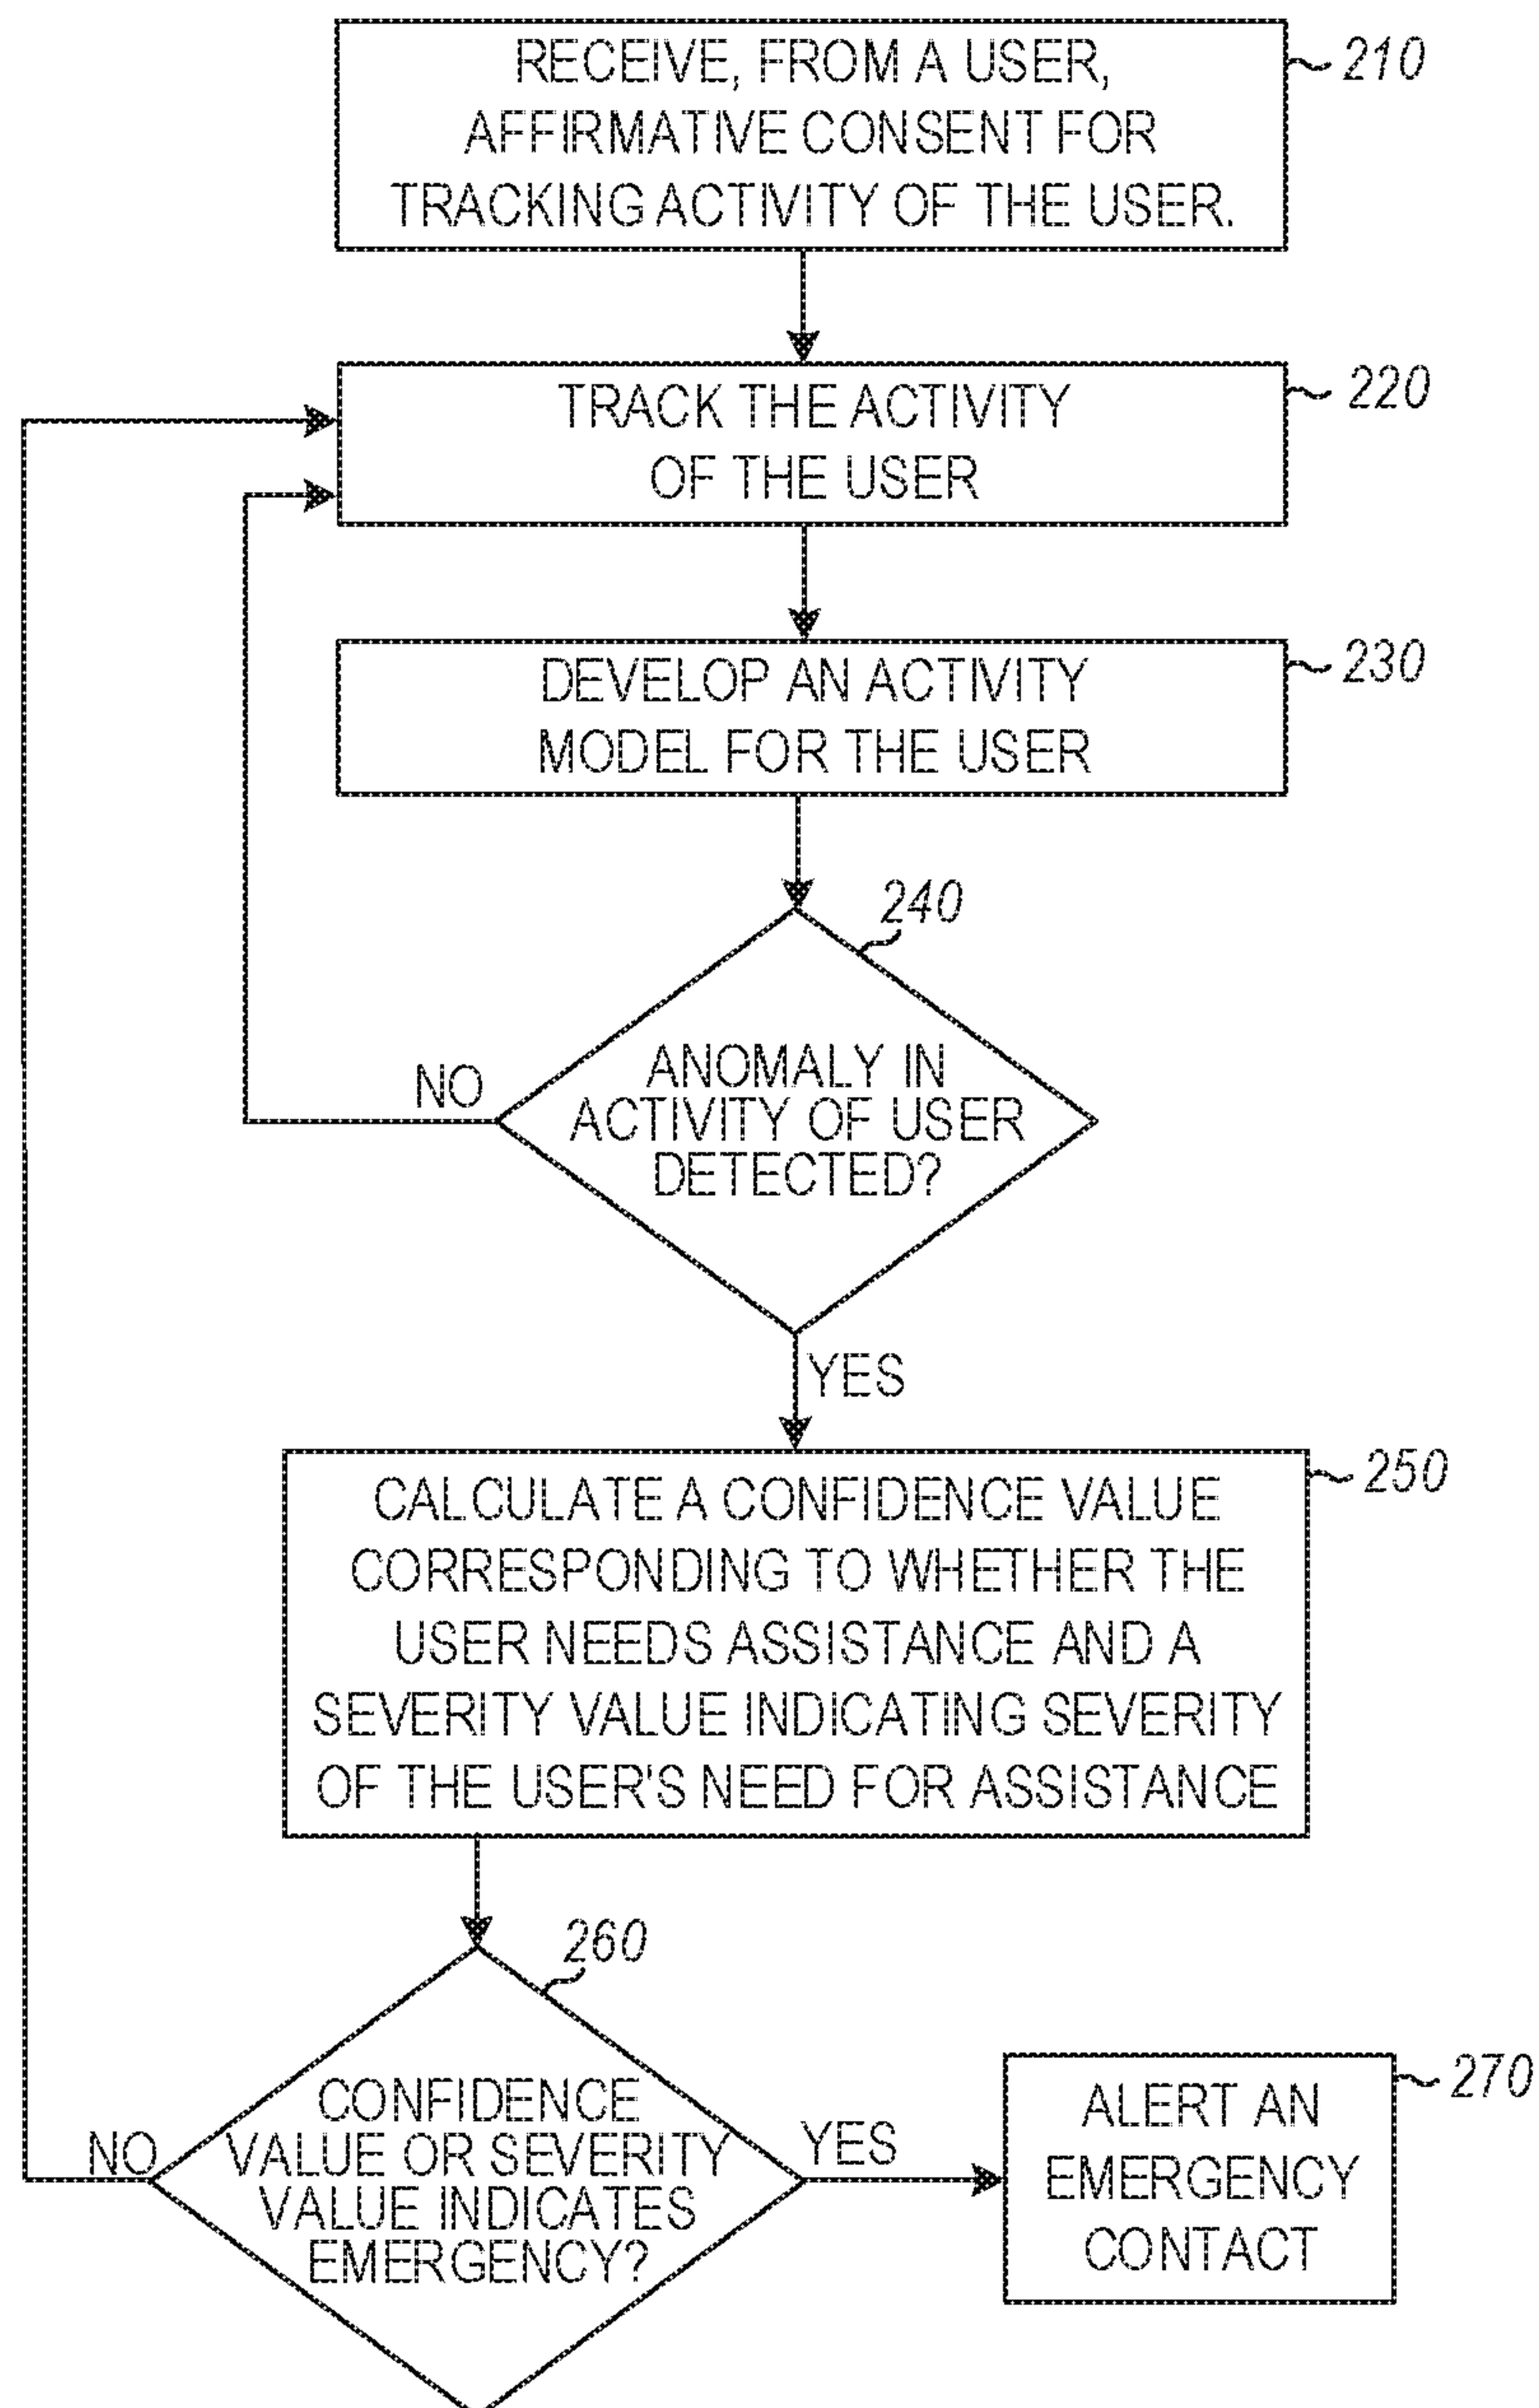 RECEIVE, FROM A USER,
AFFIRMATIVE CONSENT FOR
TRACKING ACTIVITY OF THE USER.
210
TRACK THE ACTIVITY
OF THE USER
220
DEVELOP AN ACTIVITY
MODEL FOR THE USER
230
240
ANOMALY IN
ACTIVITY OF USER
DETECTED?
NO
YES
CALCULATE A CONFIDENCE VALUE
CORRESPONDING TO WHETHER THE
USER NEEDS ASSISTANCE AND A
SEVERITY VALUE INDICATING SEVERITY
OF THE USER'S NEED FOR ASSISTANCE
250
260
CONFIDENCE
VALUE OR SEVERITY
VALUE INDICATES
EMERGENCY?
NO
YES
ALERT AN
EMERGENCY
CONTACT
270